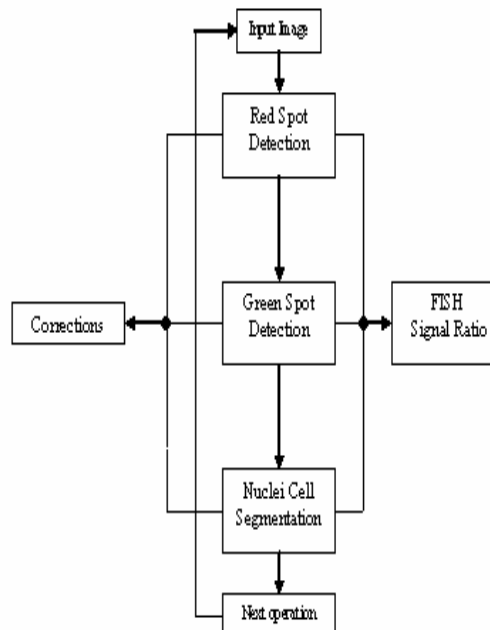 Input Image
Red Spot
Detection
Green Spot
Detection
Corrections
FISH
Signal Ratio
Nuclei Cell
Segmentation
Next operation